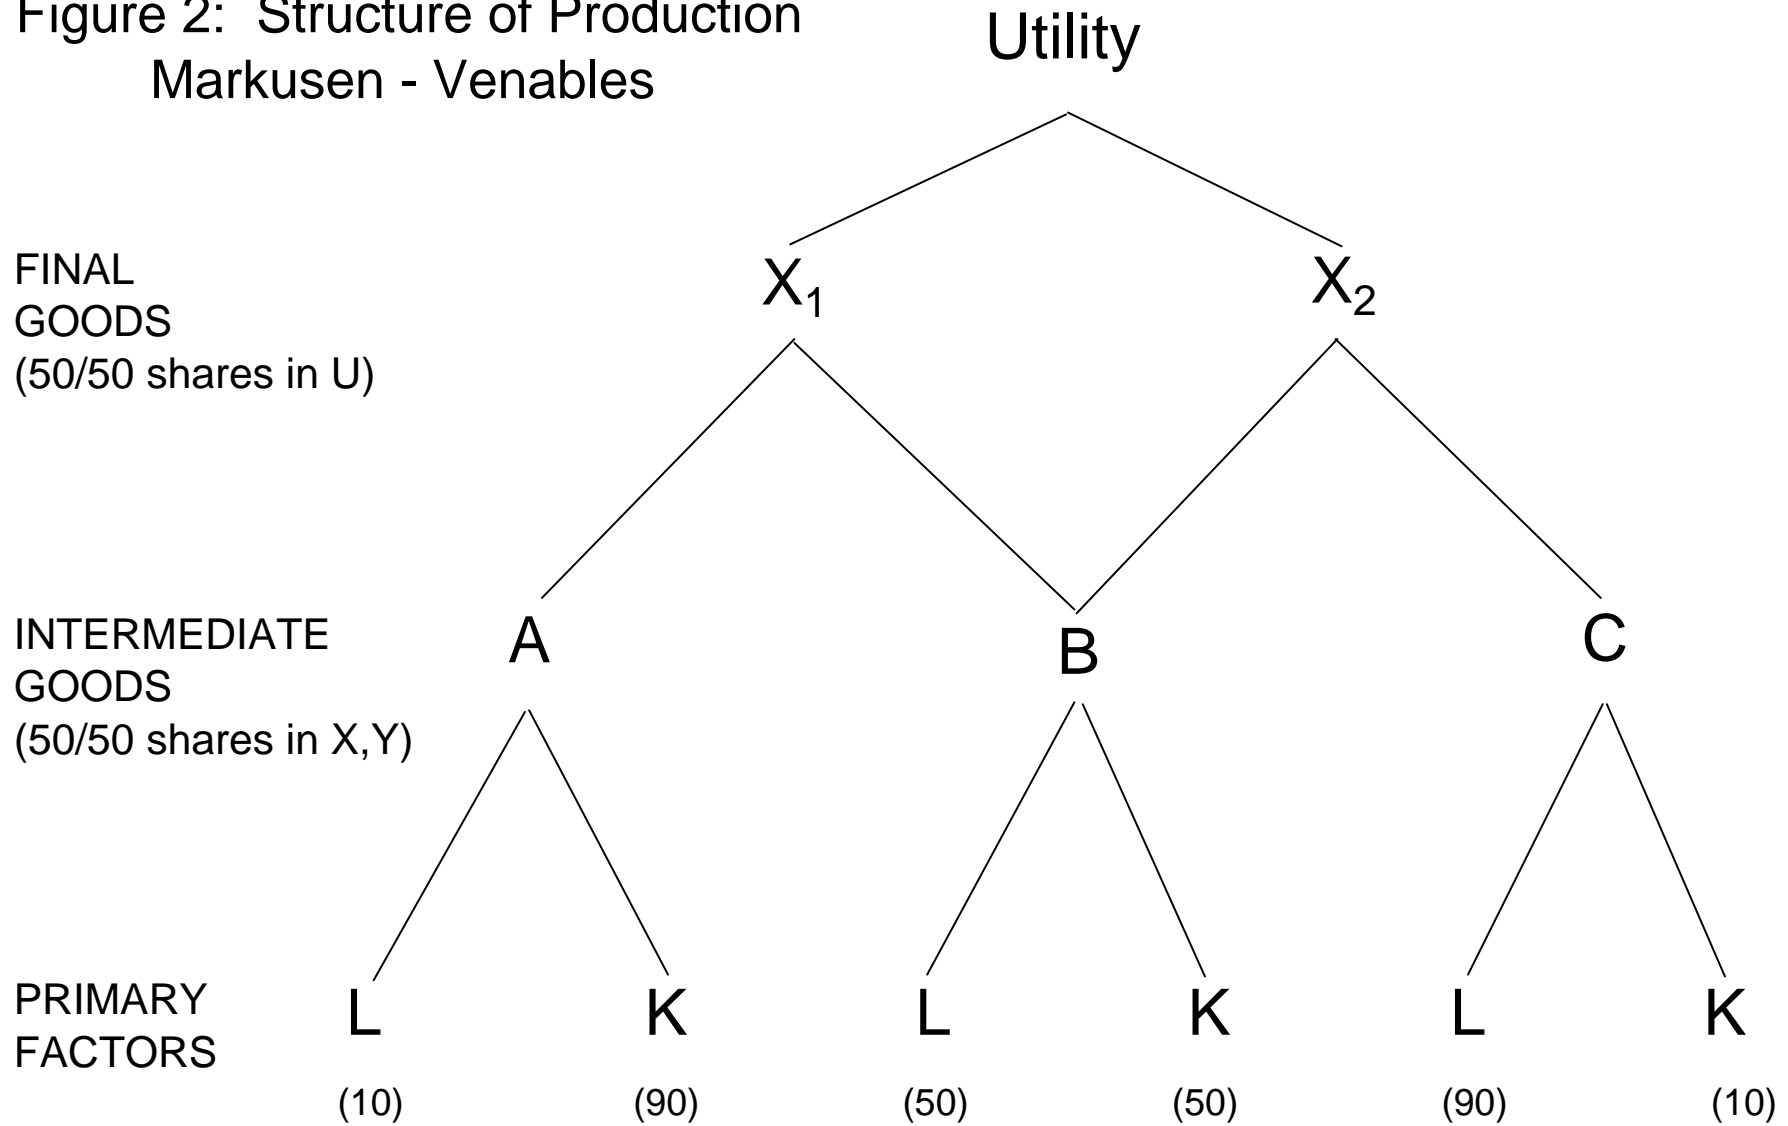 Figure 2: Structure of Production
Markusen - Venables
Utility
FINAL
GOODS
(50/50 shares in U)
X₁ X₂
INTERMEDIATE
GOODS
(50/50 shares in X,Y)
A B C
PRIMARY
FACTORS
L K L K L K
(10) (90) (50) (50) (90) (10)